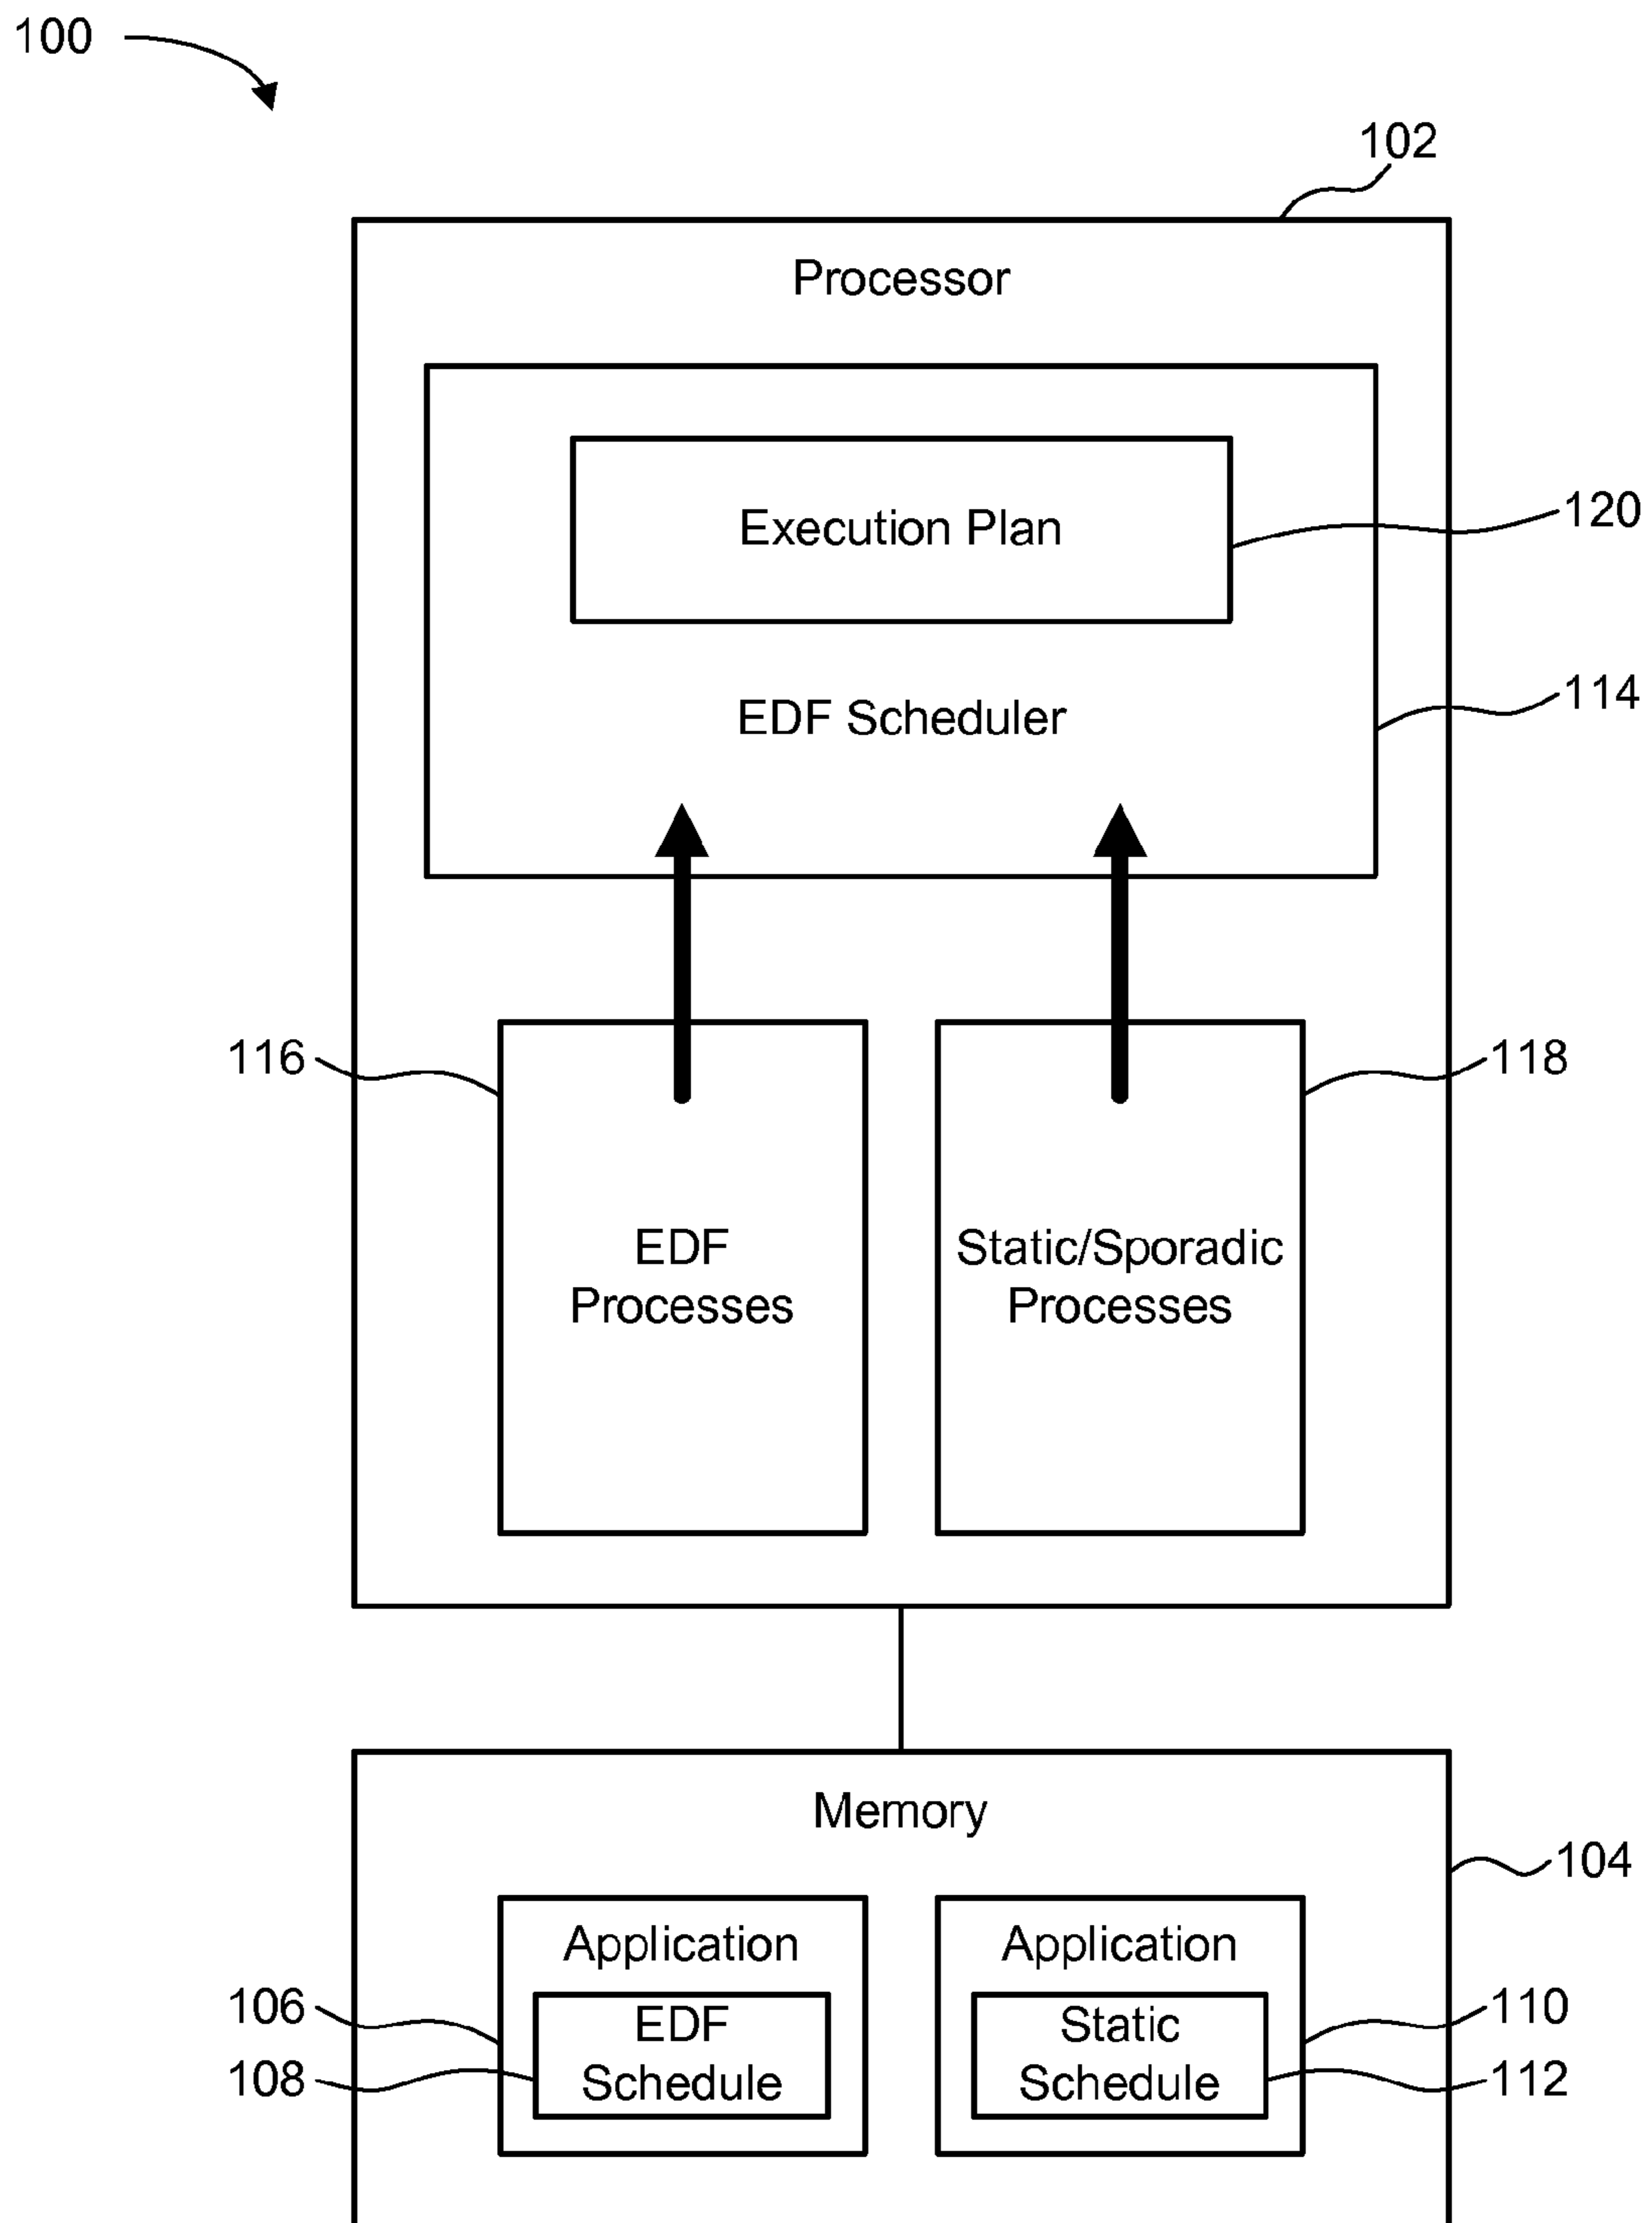 100
102
Processor
Execution Plan
120
EDF Scheduler
114
116
118
EDF
Processes
Static/Sporadic
Processes
Memory
104
Application
EDF
Schedule
Application
Static
Schedule
106
108
110
112